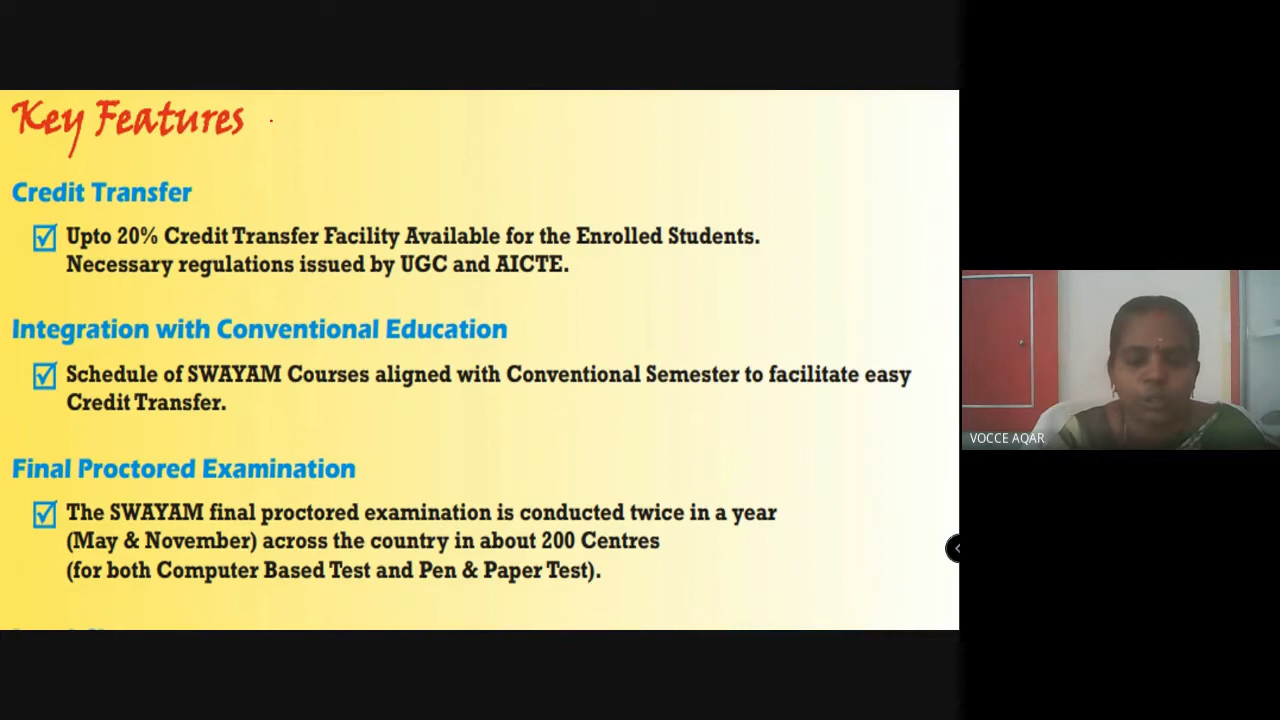 Key Features
Credit Transfer
Upto 20% Credit Transfer Facility Available for the Enrolled Students.
Necessary regulations issued by UGC and AICTE.
Integration with Conventional Education
Schedule of SWAYAM Courses aligned with Conventional Semester to facilitate easy
Credit Transfer.
Final Proctored Examination
The SWAYAM final proctored examination is conducted twice in a year
(May & November) across the country in about 200 Centres
(for both Computer Based Test and Pen & Paper Test).
VOCCE AQAR